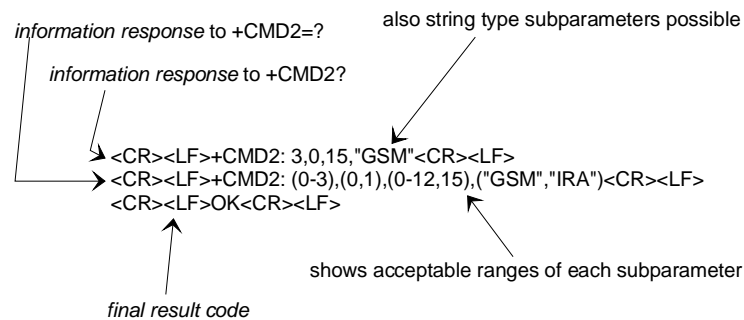 also string type subparameters possible
information response to +CMD2=?
information response to +CMD2?
<CR><LF>+CMD2: 3,0,15,"GSM"<CR><LF>
<CR><LF>+CMD2: (0-3),(0,1),(0-12,15),("GSM","IRA")<CR><LF>
<CR><LF>OK<CR><LF>
shows acceptable ranges of each subparameter
final result code